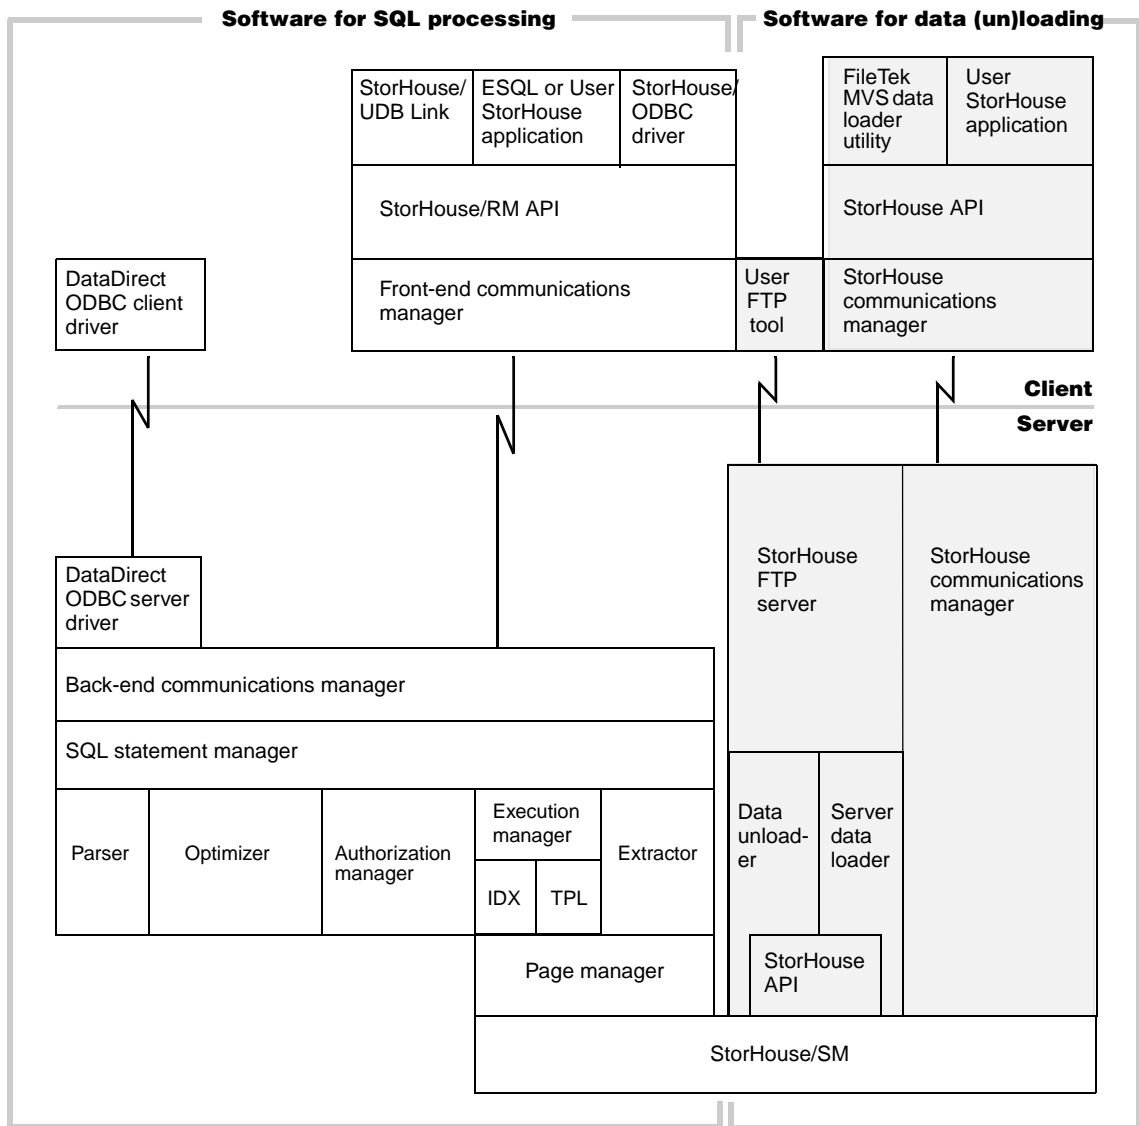 Software for SQL processing
Software for data (un)loading
StorHouse/
UDB Link
ESQL or User
StorHouse
application
StorHouse/
ODBC
driver
FileTek
MVS data
loader
utility
User
StorHouse
application
StorHouse/RM API
StorHouse API
DataDirect
ODBC client
driver
Front-end communications
manager
User
FTP
tool
StorHouse
communications
manager
Client
Server
DataDirect
ODBC server
driver
StorHouse
FTP
server
StorHouse
communications
manager
Back-end communications manager
SQL statement manager
Parser
Optimizer
Authorization
manager
Execution
manager
IDX
TPL
Extractor
Data
unload-
er
Server
data
loader
Page manager
StorHouse
API
StorHouse/SM